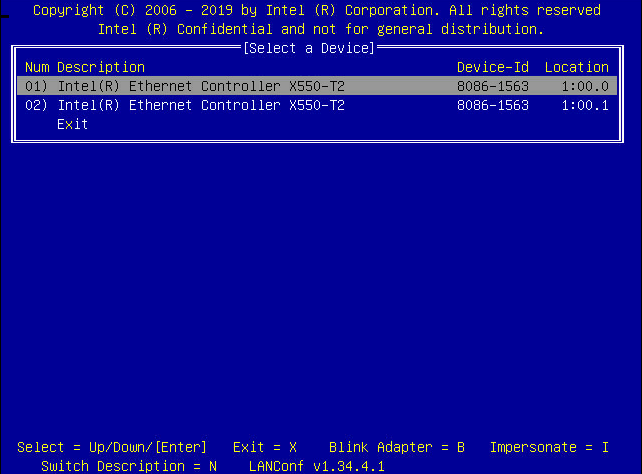 Copyright (C) 2006 - 2019 by Intel (R) Corporation. All rights reserved
Intel (R) Confidential and not for general distribution.
[Select a Device]
Num Description Device-Id Location
01) Intel(R) Ethernet Controller X550-T2 8086-1563 1:00.0
02) Intel(R) Ethernet Controller X550-T2 8086-1563 1:00.1
Exit
Select = Up/Down/[Enter] Exit = X Blink Adapter = B Impersonate = I
Switch Description = N LANConf v1.34.4.1